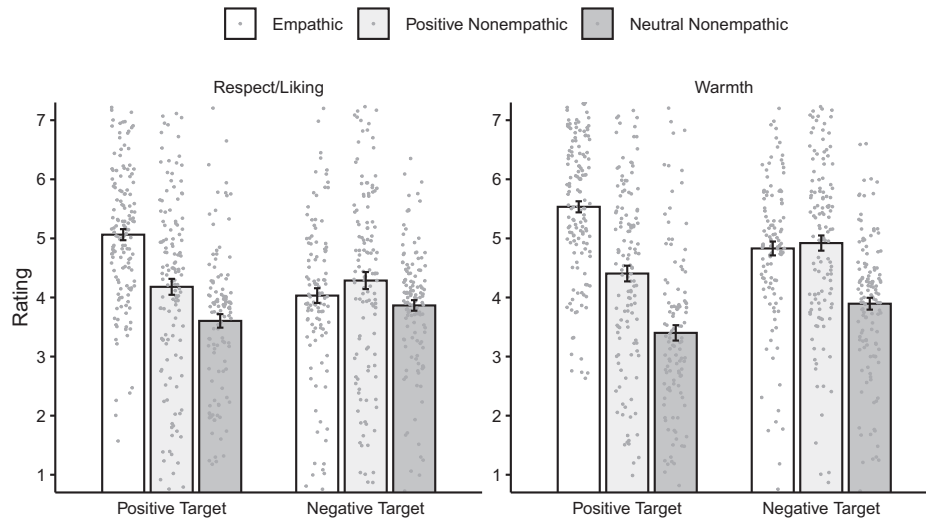 Empathic Positive Nonempathic Neutral Nonempathic
Respect/Liking Warmth
Rating
7
6
5
4
3
2
1
Positive Target Negative Target
7
6
5
4
3
2
1
Positive Target Negative Target